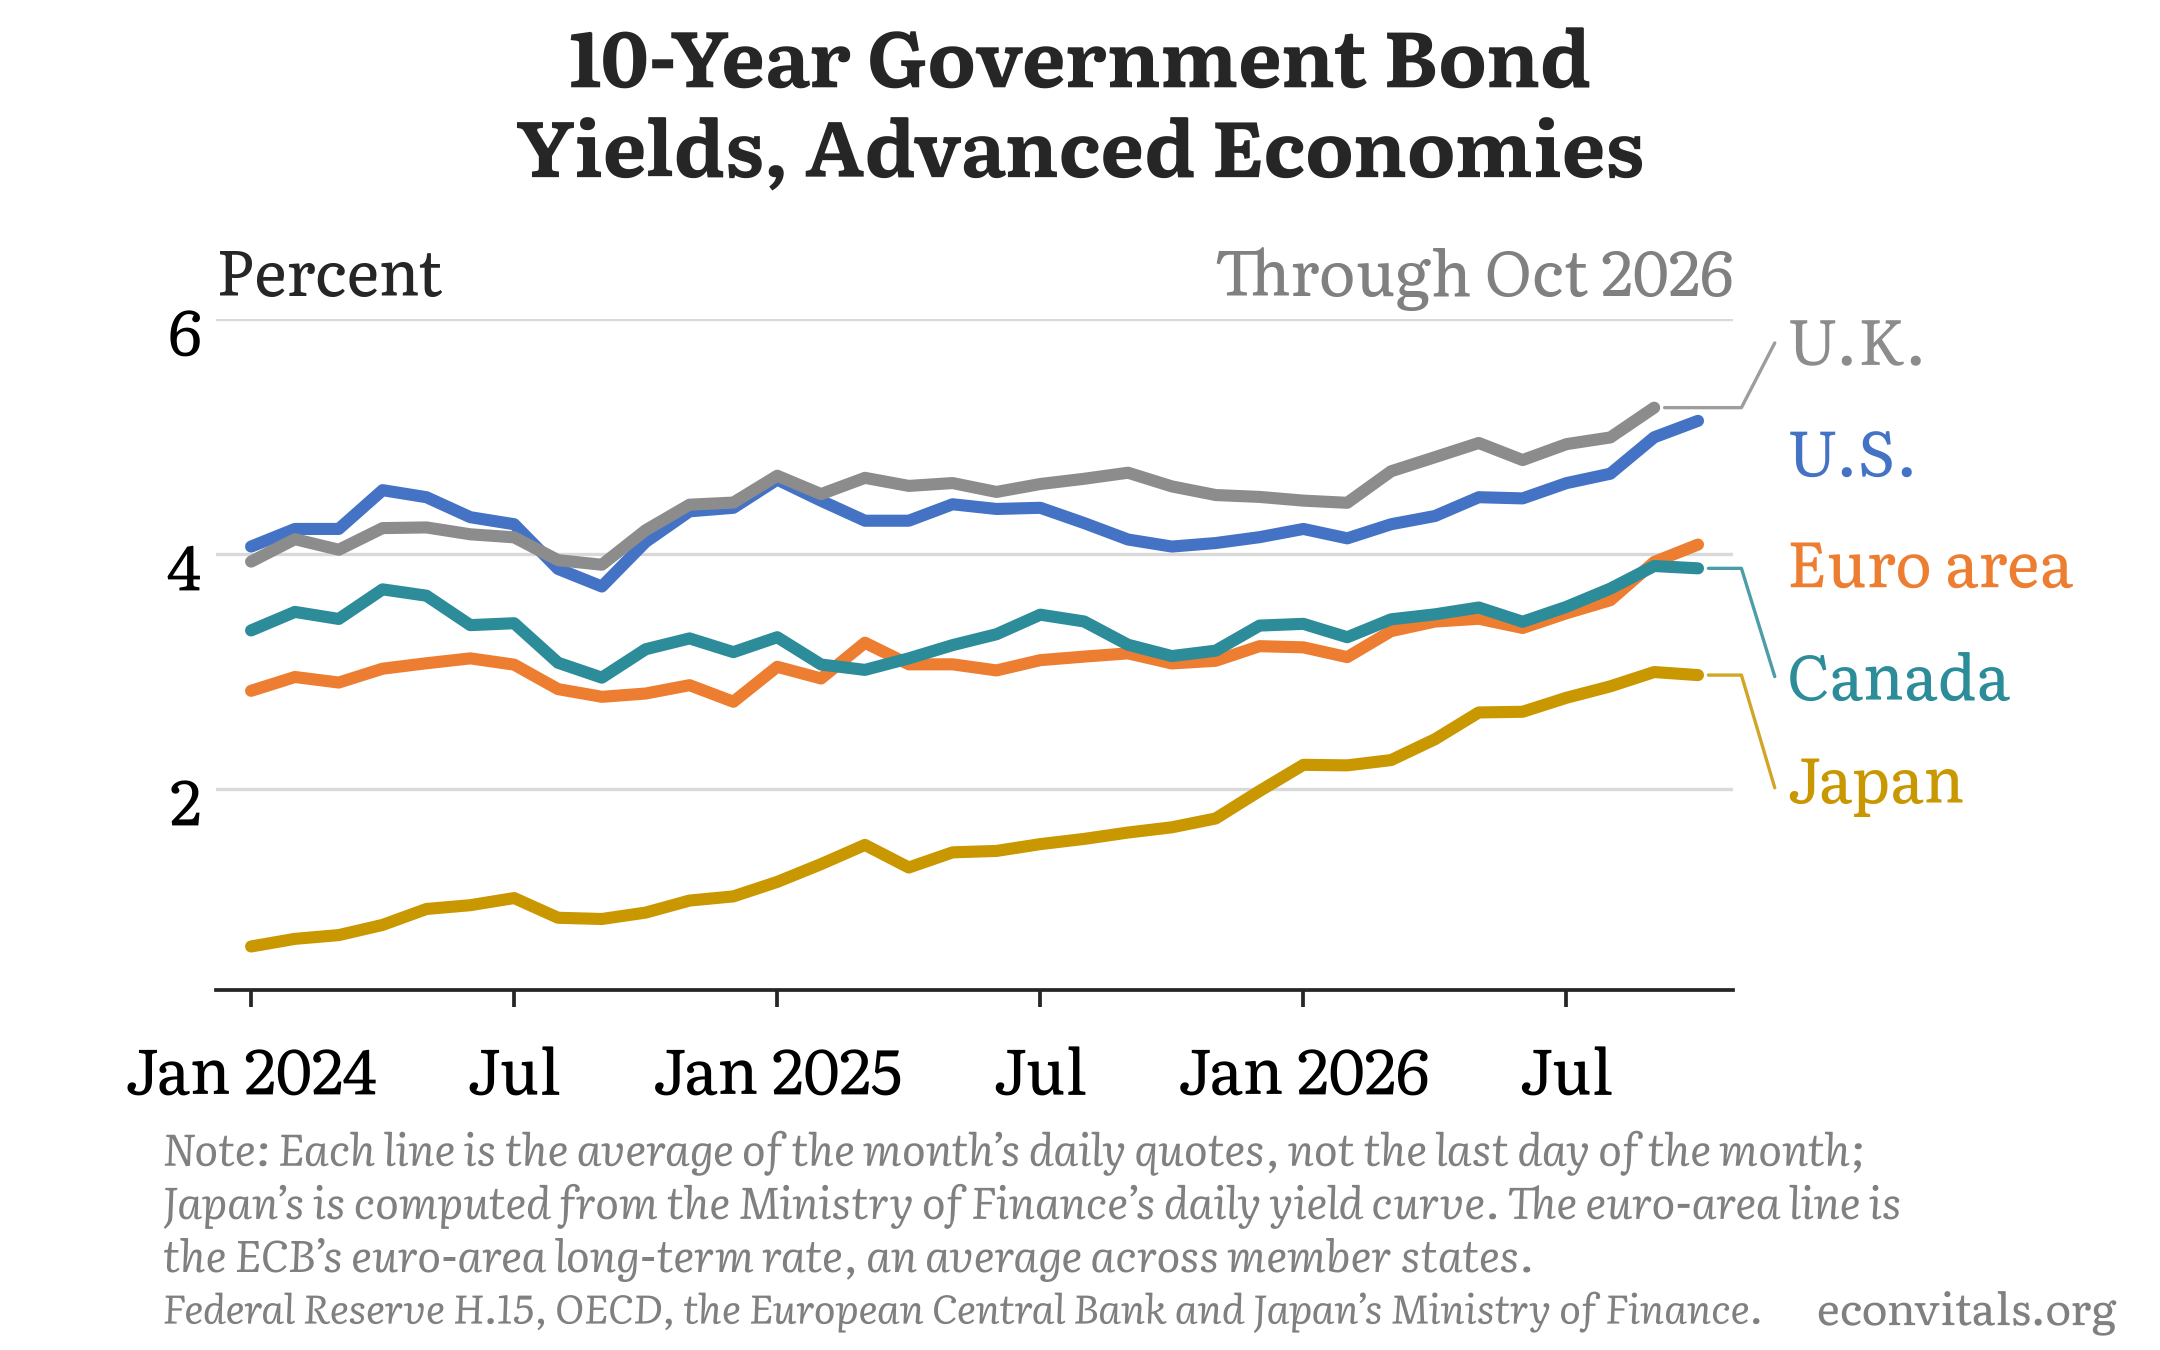 10-Year Government Bond
Yields, Advanced Economies
Percent
Through Oct 2026
6
4
2
U.K.
U.S.
Euro area
Canada
Japan
Jan 2024
Jul
Jan 2025
Jul
Jan 2026
Jul
Note: Each line is the average of the month’s daily quotes, not the last day of the month;
Japan’s is computed from the Ministry of Finance’s daily yield curve. The euro-area line is
the ECB’s euro-area long-term rate, an average across member states.
Federal Reserve H.15, OECD, the European Central Bank and Japan’s Ministry of Finance.
econvitals.org